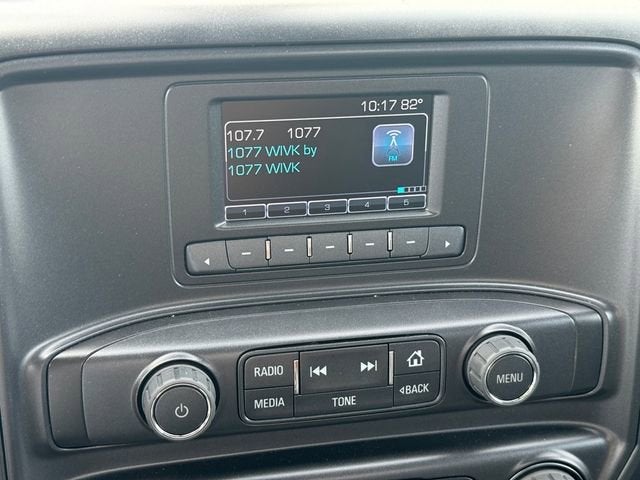 10:17 82°
107.7 1077
1077 WIVK by
1077 WIVK
FM
1 2 3 4 5
RADIO
MEDIA
TONE
BACK
MENU